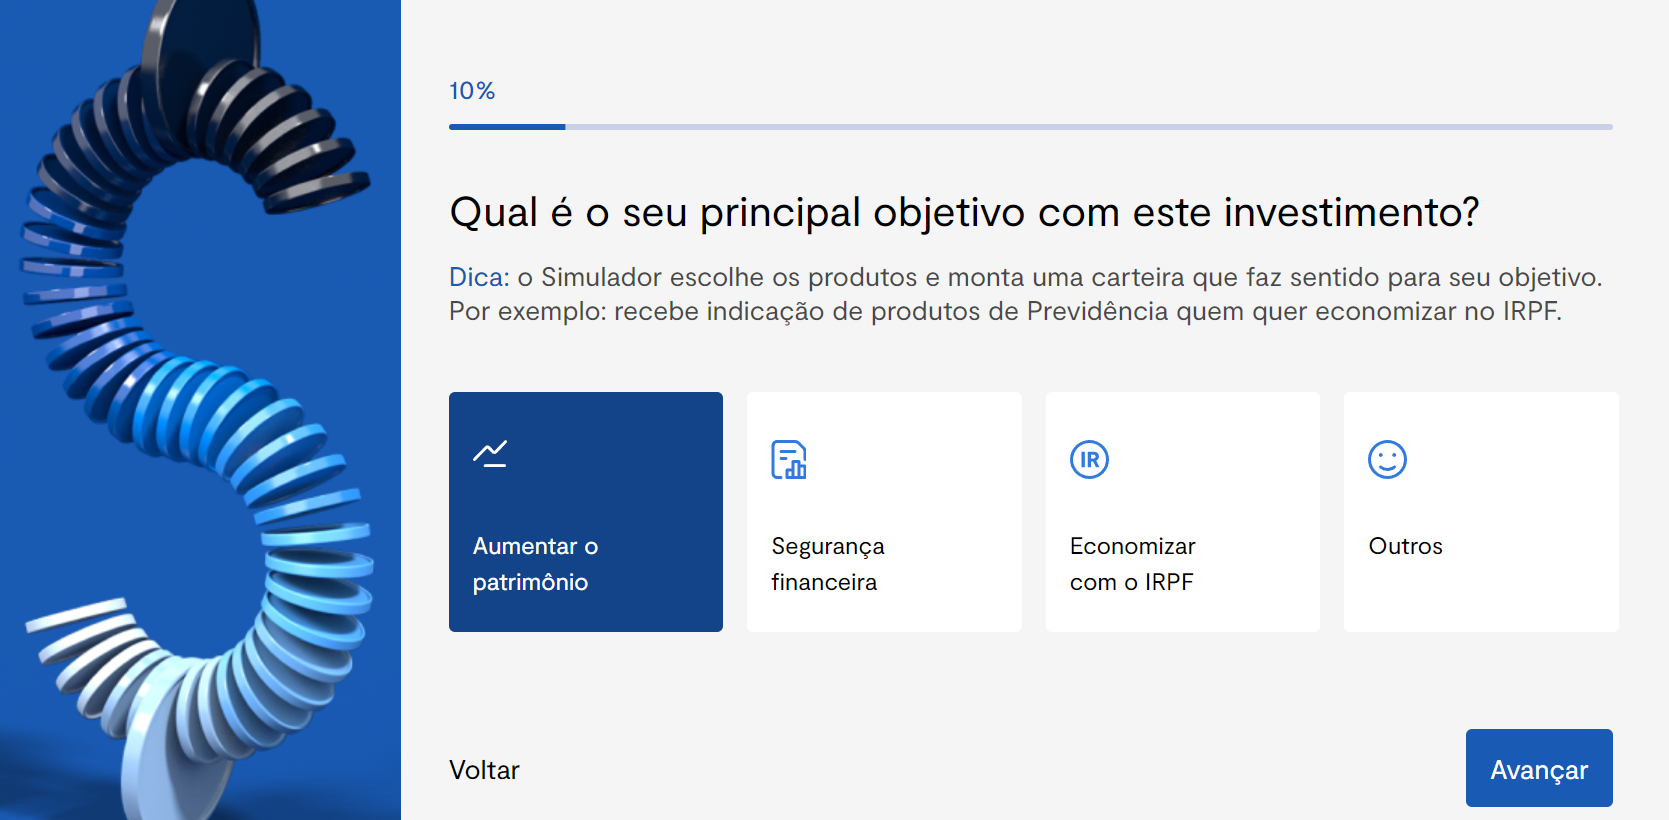 10%
Qual é o seu principal objetivo com este investimento?
Dica: o Simulador escolhe os produtos e monta uma carteira que faz sentido para seu objetivo.
Por exemplo: recebe indicação de produtos de Previdência quem quer economizar no IRPF.
Aumentar o
patrimônio
Segurança
financeira
IR
Economizar
com o IRPF
Outros
Voltar
Avançar